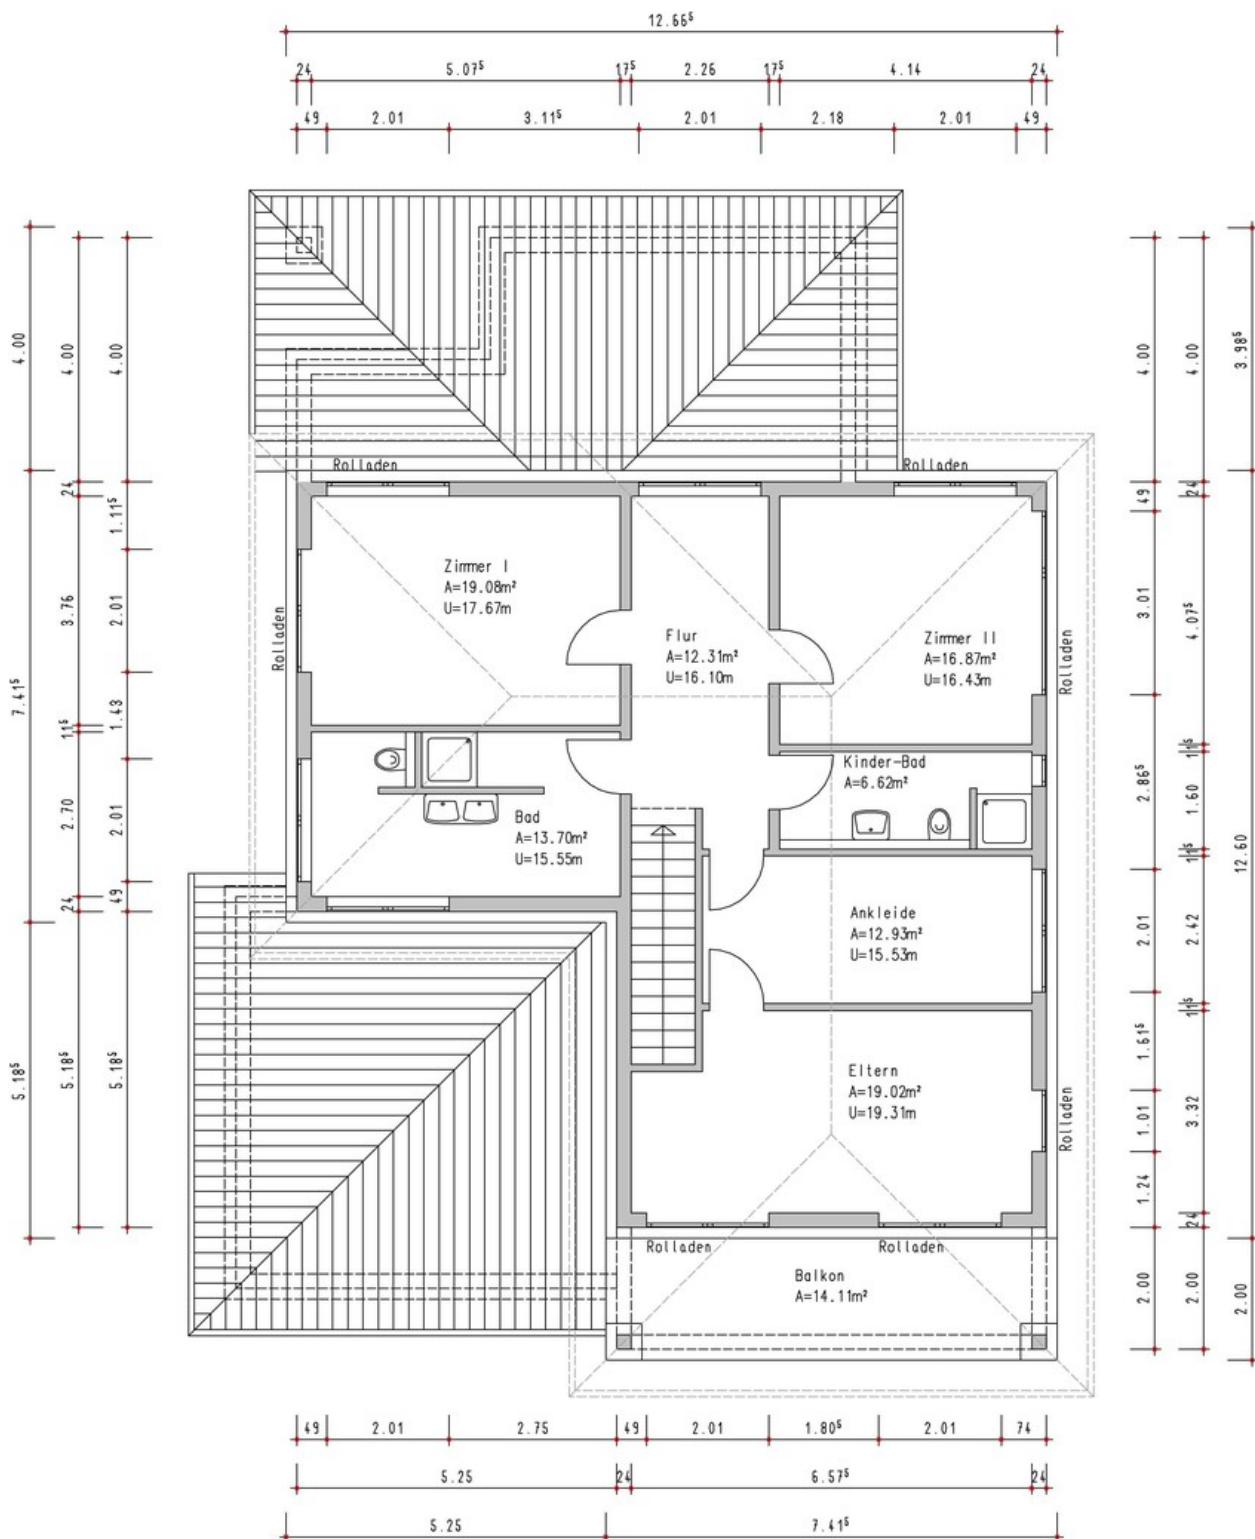 12.66⁵
24 5.07⁵ 17⁵ 2.26 17⁵ 4.14 24
49 2.01 3.11⁵ 2.01 2.18 2.01 49
4.00
7.41⁵
5.18⁵
4.00
24
3.76
11⁵
2.70
24
5.18⁵
4.00
1.11⁵
2.01
1.43
2.01
49
5.18⁵
Rolladen
Rolladen
Zimmer I
A=19.08m²
U=17.67m
Rolladen
Flur
A=12.31m²
U=16.10m
Zimmer II
A=16.87m²
U=16.43m
Rolladen
Kinder-Bad
A=6.62m²
Bad
A=13.70m²
U=15.55m
Ankleide
A=12.93m²
U=15.53m
Eltern
A=19.02m²
U=19.31m
Rolladen
Rolladen
Rolladen
Balkon
A=14.11m²
4.00
49
3.01
2.86⁵
2.01
1.61⁵
1.01
1.24
2.00
4.00
24
4.07⁵
11⁵
1.60
11⁵
2.42
11⁵
3.32
24
2.00
3.98⁵
12.60
2.00
49 2.01 2.75 49 2.01 1.80⁵ 2.01 74
5.25 24 6.57⁵ 24
5.25 7.41⁵